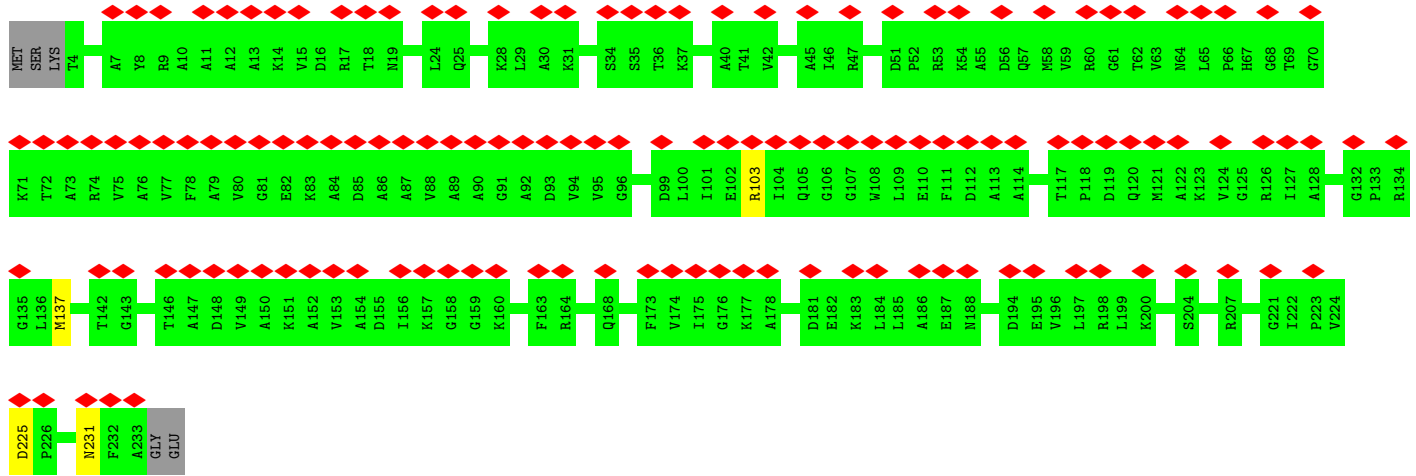 MET SER LYS T4 A7 Y8 R9 A10 A11 A12 A13 K14 V15 D16 R17 T18 N19 L24 Q25 K28 L29 A30 K31 S34 S35 T36 K37 A40 T41 V42 A45 I46 R47 D51 P52 R53 K54 A55 D56 Q57 M58 V59 R60 G61 T62 V63 N64 L65 P66 H67 G68 T69 G70
K71 T72 A73 R74 V75 A76 V77 F78 A79 V80 G81 E82 K83 A84 D85 A86 A87 V88 A89 A90 G91 A92 D93 V94 V95 G96 D99 L100 I101 E102 R103 I104 Q105 G106 G107 W108 L109 E110 F111 D112 A113 A114 T117 P118 D119 Q120 M121 A122 K123 V124 G125 R126 I127 A128 G132 P133 R134
G135 L136 M137 T142 G143 T146 A147 D148 V149 A150 K151 A152 V153 A154 D155 I156 K157 G158 G159 K160 F163 R164 Q168 F173 V174 I175 G176 K177 A178 D181 E182 K183 L184 L185 A186 E187 N188 D194 E195 V196 L197 R198 L199 K200 S204 R207 G221 I222 P223 V224
D225 P226 N231 F232 A233 GLY GLU